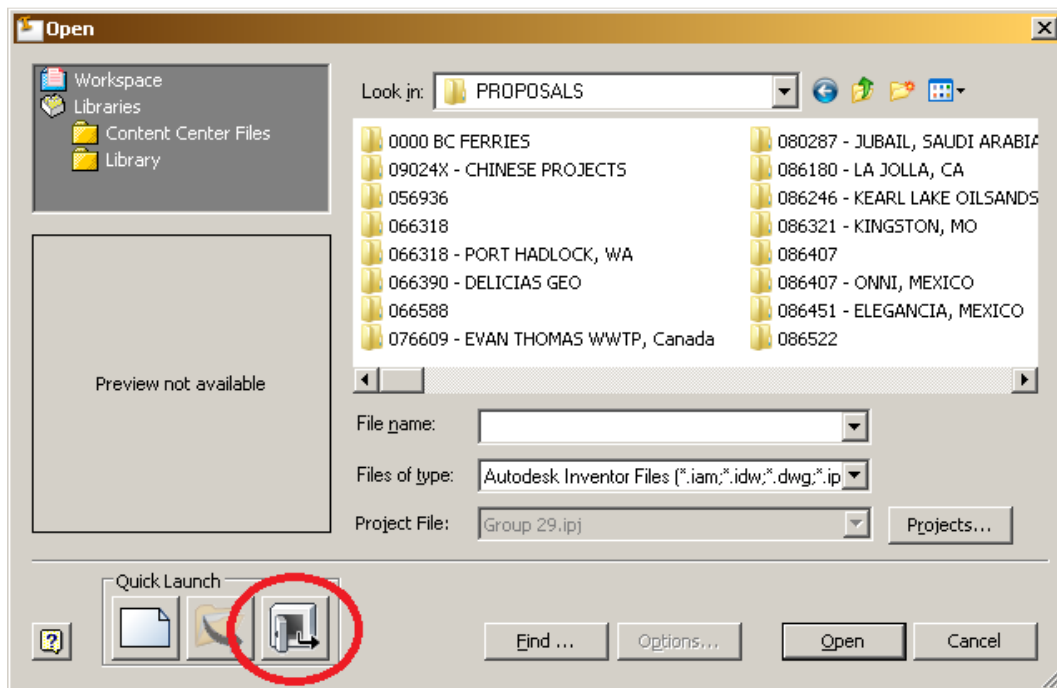 Open
Workspace
Libraries
Content Center Files
Library
Look in:
PROPOSALS
0000 BC FERRIES
09024X - CHINESE PROJECTS
056936
066318
066318 - PORT HADLOCK, WA
066390 - DELICIAS GEO
066588
076609 - EVAN THOMAS WWTP, Canada
080287 - JUBAIL, SAUDI ARABIA
086180 - LA JOLLA, CA
086246 - KEARL LAKE OILSANDS
086321 - KINGSTON, MO
086407
086407 - ONNI, MEXICO
086451 - ELEGANCIA, MEXICO
086522
Preview not available
File name:
Files of type:
Autodesk Inventor Files (*.iam;*.idw;*.dwg;*.ip
Project File:
Group 29.ipj
Projects...
Quick Launch
Find ...
Options...
Open
Cancel